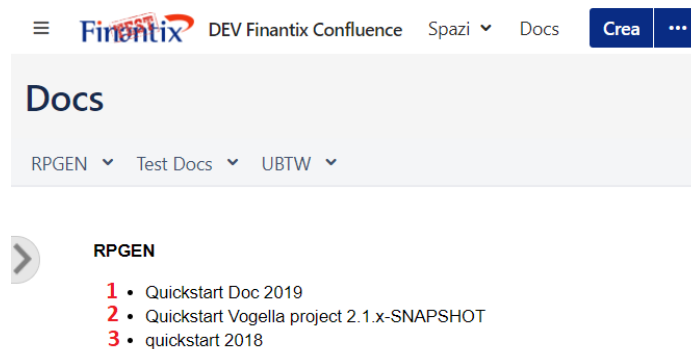 Finantix TEST DEV Finantix Confluence Spazi Docs Crea •••
Docs
RPGEN Test Docs UBTW
RPGEN
1 • Quickstart Doc 2019
2 • Quickstart Vogella project 2.1.x-SNAPSHOT
3 • quickstart 2018